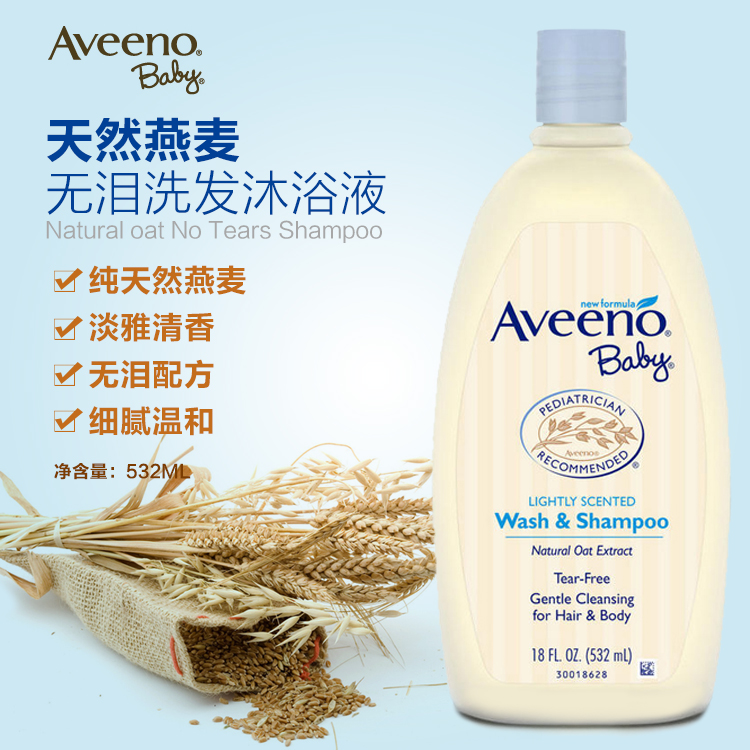 Aveeno®
Baby®
天然燕麦
无泪洗发沐浴液
Natural oat No Tears Shampoo
纯天然燕麦
淡雅清香
无泪配方
细腻温和
净含量：532ML
new formula
Aveeno®
Baby®
PEDIATRICIAN
Aveeno®
RECOMMENDED®
LIGHTLY SCENTED
Wash & Shampoo
Natural Oat Extract
Tear-Free
Gentle Cleansing
for Hair & Body
18 FL. OZ. (532 mL)
30018628